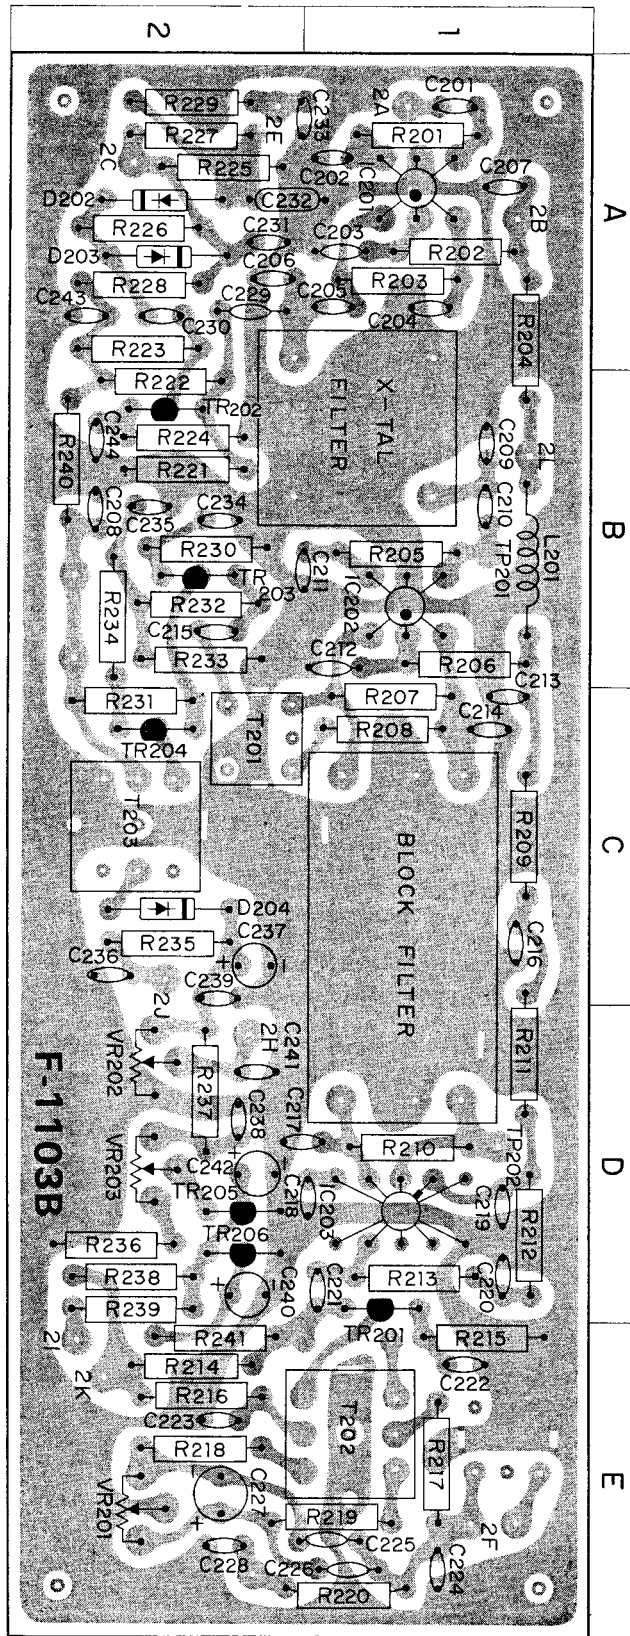 2 1
A
B
C
D
E
R229
R227
2E
C233
2A
C201
R201
2C
R225
C202
IC201
C207
D202
C232
2B
R226
C231
C203
R202
D203
C206
R203
R228
C243
C230
C229
C205
C204
R204
R223
R222
X-TAL
FILTER
TR202
C244
R224
R240
R221
C209
2L
C208
C235
C234
C210
R230
C211
R205
TP201
L201
TR203
IC202
R234
R232
C215
R233
C212
R206
C213
R231
R207
TR204
T201
R208
C214
T203
BLOCK FILTER
R209
D204
R235
C237
+
-
C236
C239
C216
2J
2H
C241
VR202
R237
R211
F-1103B
C238
C217
R210
TP202
VR203
C242
+
-
C218
IC203
TR205
C219
R212
TR206
R236
R238
C240
+
-
C221
R213
C220
R239
TR201
2I
R241
R215
R214
C222
2K
R216
C223
T202
R217
R218
C227
-
+
VR201
R219
2F
C228
C225
C226
C224
R220